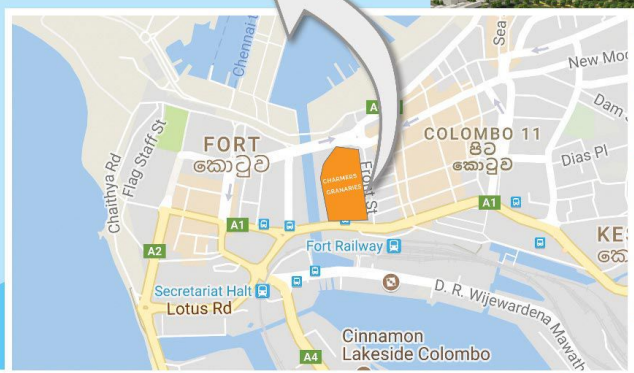 Chennai
Sea
New Moo
Dam
Flag Staff St
Chaithya Rd
FORT
කොටුව
COLOMBO 11
පිට
කොටුව
Dias Pl
CHARMERS
GRANARIES
Front St
A1
A1
A2
KE
Fort Railway
Secretariat Halt
Lotus Rd
D. R. Wijewardena Mawath
Cinnamon
Lakeside Colombo
A4